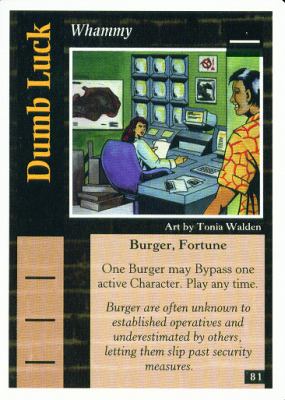 Dumb Luck
Whammy
Art by Tonia Walden
Burger, Fortune
One Burger may Bypass one
active Character. Play any time.
Burger are often unknown to
established operatives and
underestimated by others,
letting them slip past security
measures.
81